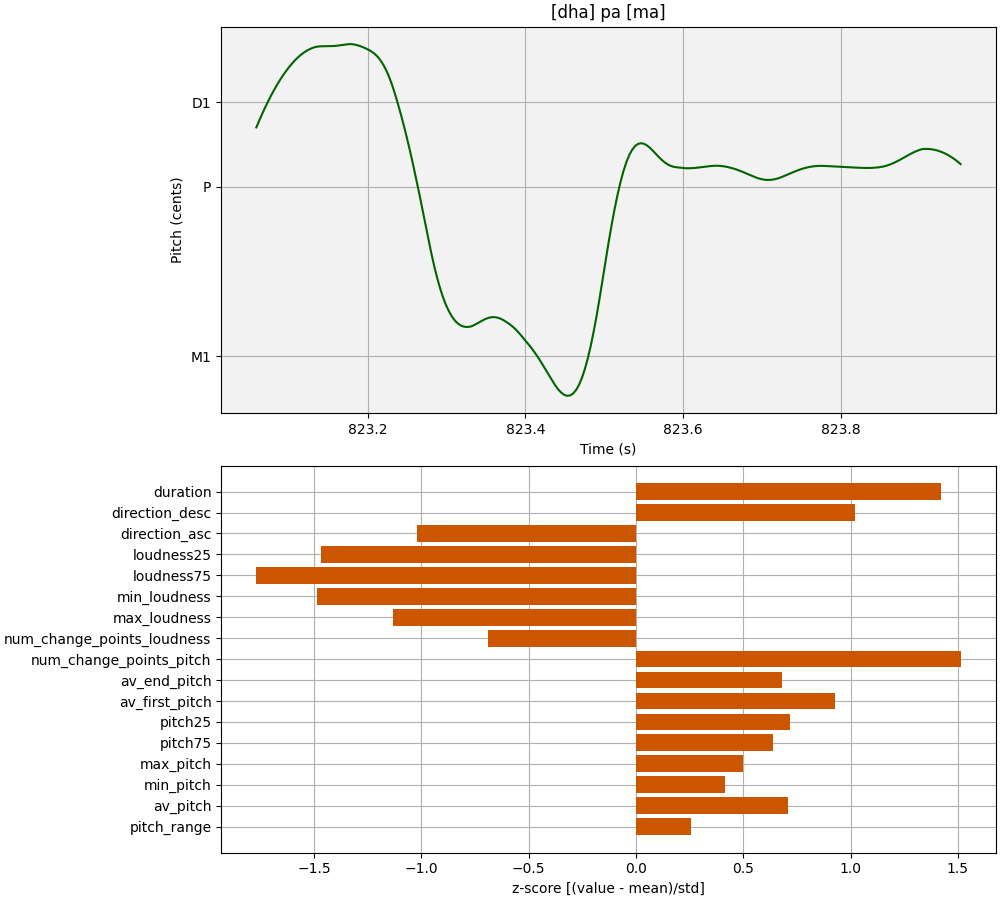 [dha] pa [ma]
D1
P
M1
Pitch (cents)
823.2 823.4 823.6 823.8
Time (s)
duration
direction_desc
direction_asc
loudness25
loudness75
min_loudness
max_loudness
num_change_points_loudness
num_change_points_pitch
av_end_pitch
av_first_pitch
pitch25
pitch75
max_pitch
min_pitch
av_pitch
pitch_range
−1.5 −1.0 −0.5 0.0 0.5 1.0 1.5
z-score [(value - mean)/std]